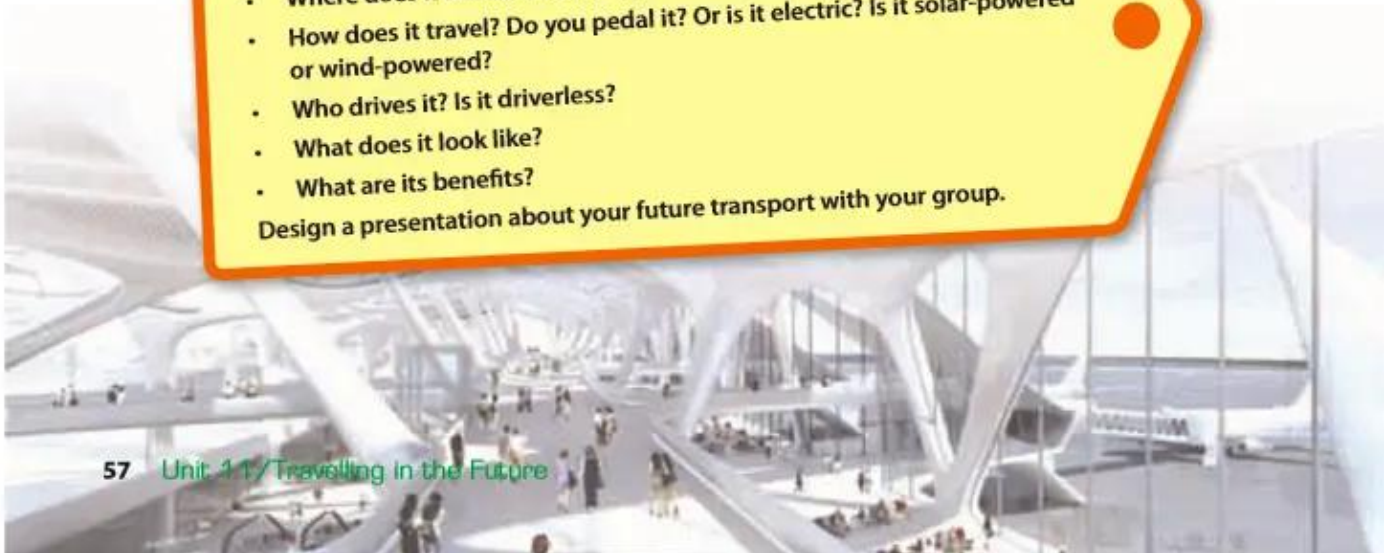 • Where does
• How does it travel? Do you pedal it? Or is it electric? Is it solar-powered
or wind-powered?
• Who drives it? Is it driverless?
• What does it look like?
• What are its benefits?
Design a presentation about your future transport with your group.
57 Unit 11/Travelling in the Future